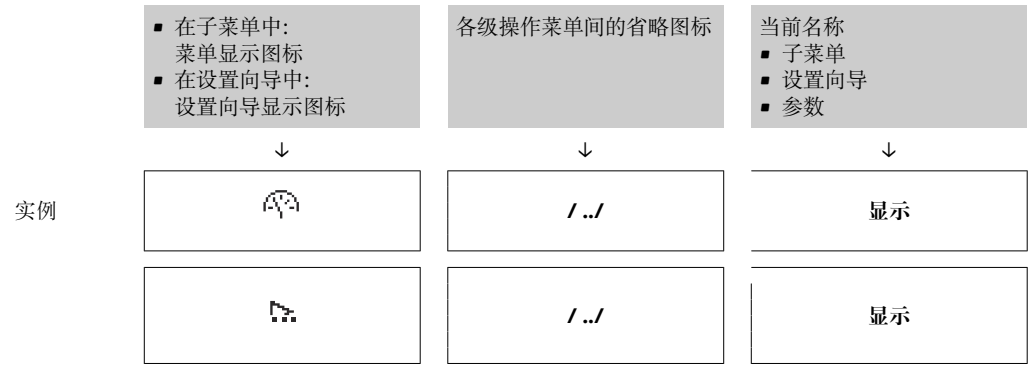 ▪ 在子菜单中:
菜单显示图标
▪ 在设置向导中:
设置向导显示图标
各级操作菜单间的省略图标
当前名称
▪ 子菜单
▪ 设置向导
▪ 参数
↓ ↓ ↓
实例 / ../ 显示
/ ../ 显示